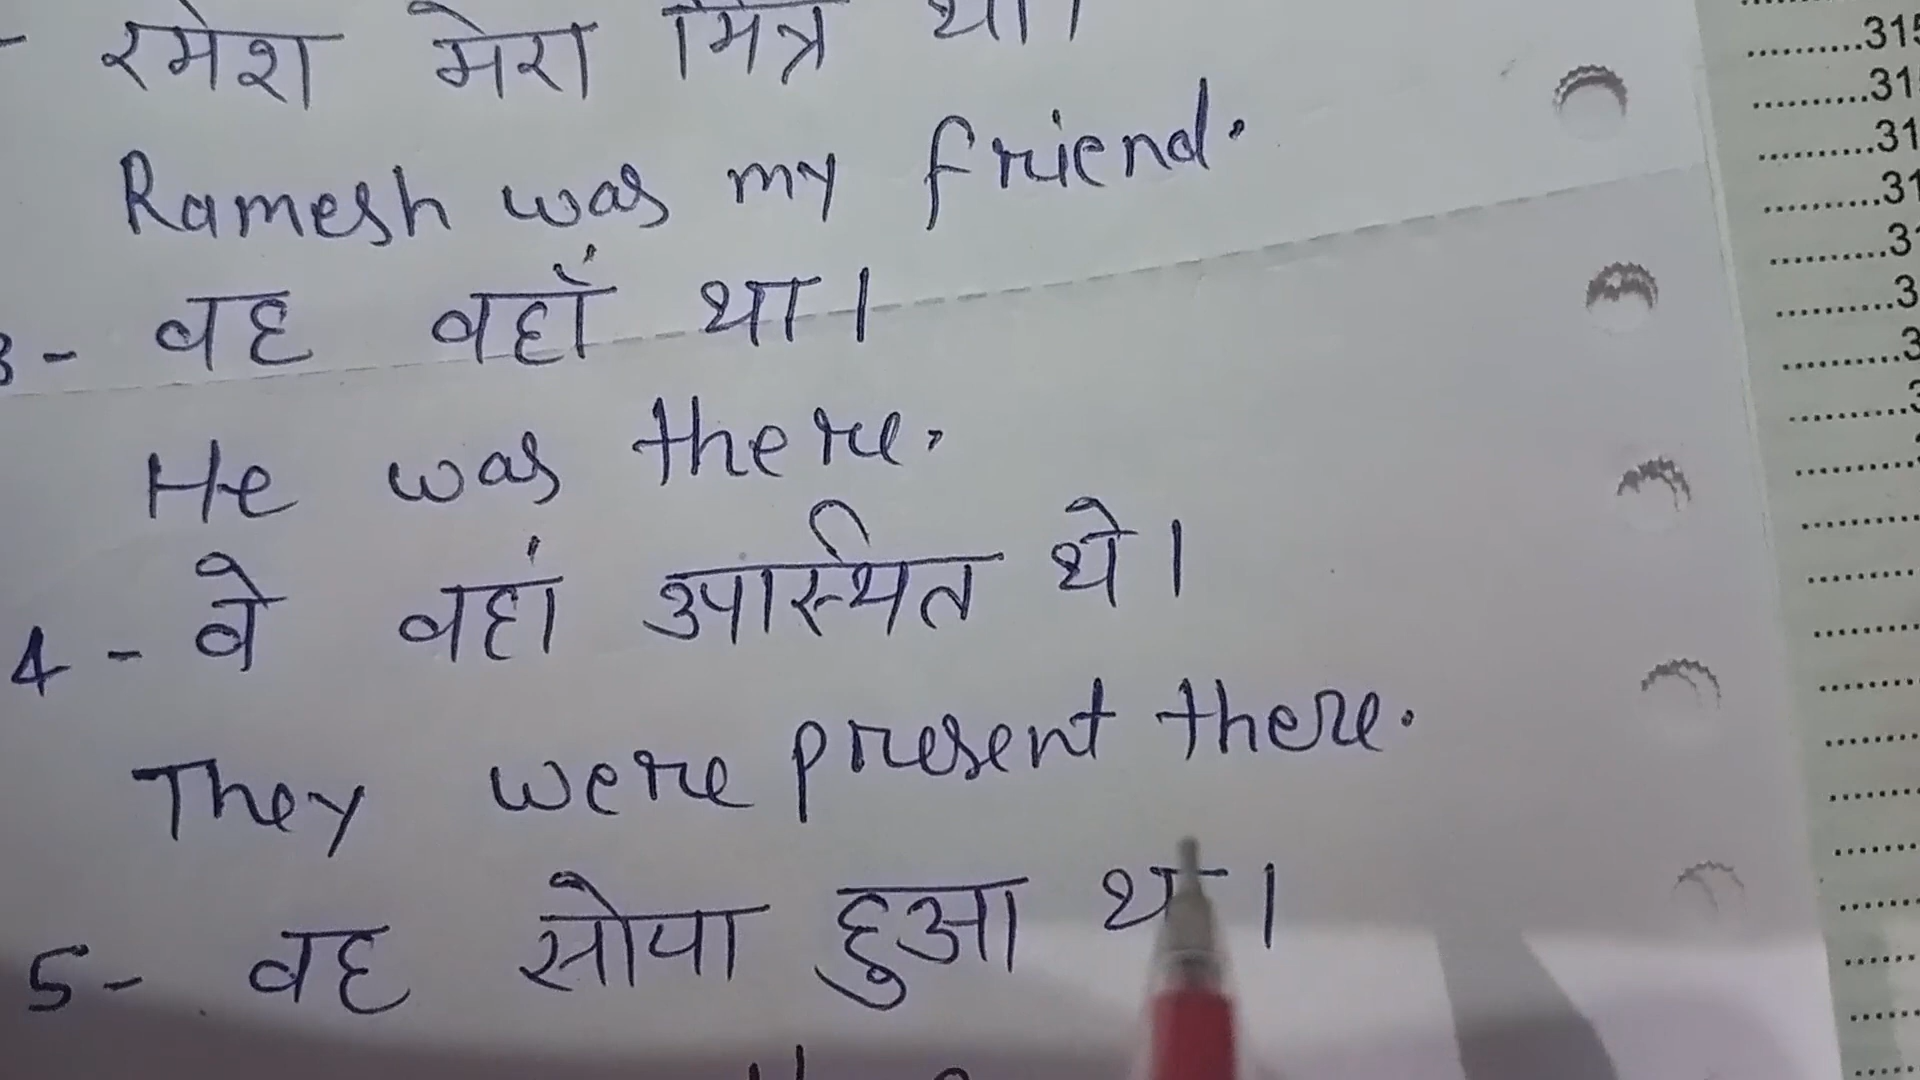 - रमेश मेरा मित्र था।
Ramesh was my friend.
3 - वह वहाँ था।
He was there.
4 - वे वहां उपस्थित थे।
They were present there.
5 - वह सोया हुआ था।